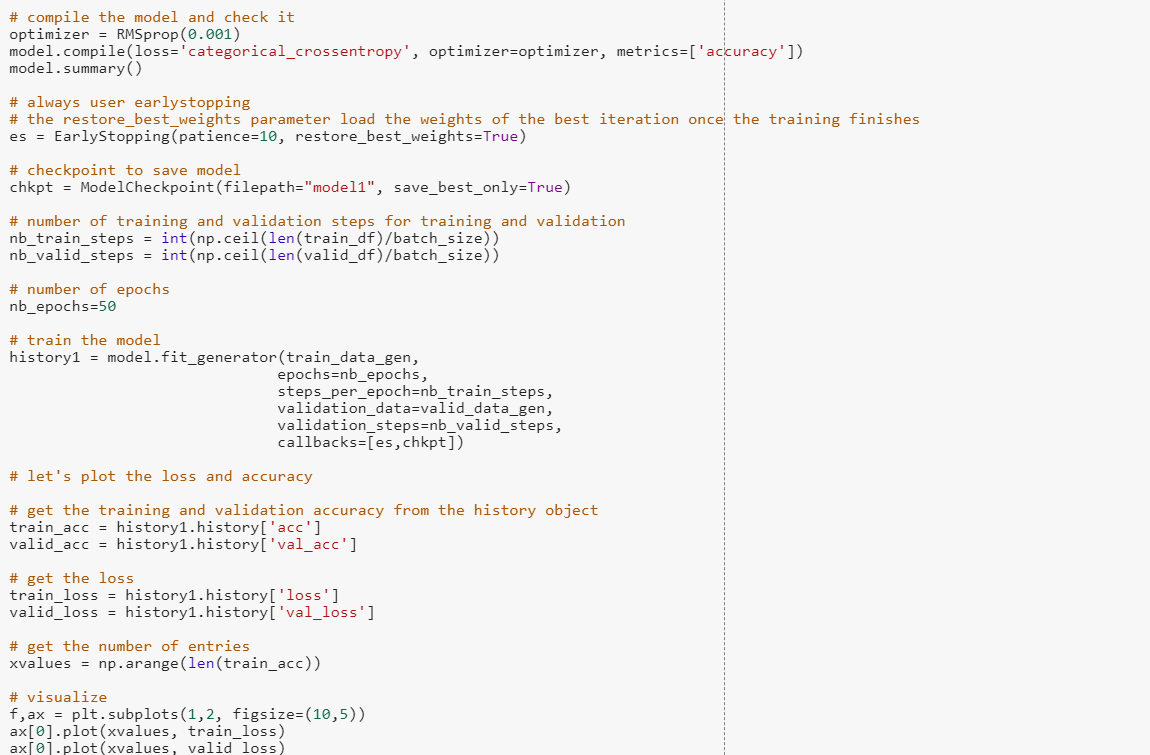 # compile the model and check it
optimizer = RMSprop(0.001)
model.compile(loss='categorical_crossentropy', optimizer=optimizer, metrics=['accuracy'])
model.summary()
# always user earlystopping
# the restore_best_weights parameter load the weights of the best iteration once the training finishes
es = EarlyStopping(patience=10, restore_best_weights=True)
# checkpoint to save model
chkpt = ModelCheckpoint(filepath="model1", save_best_only=True)
# number of training and validation steps for training and validation
nb_train_steps = int(np.ceil(len(train_df)/batch_size))
nb_valid_steps = int(np.ceil(len(valid_df)/batch_size))
# number of epochs
nb_epochs=50
# train the model
history1 = model.fit_generator(train_data_gen,
                              epochs=nb_epochs,
                              steps_per_epoch=nb_train_steps,
                              validation_data=valid_data_gen,
                              validation_steps=nb_valid_steps,
                              callbacks=[es,chkpt])
# let's plot the loss and accuracy
# get the training and validation accuracy from the history object
train_acc = history1.history['acc']
valid_acc = history1.history['val_acc']
# get the loss
train_loss = history1.history['loss']
valid_loss = history1.history['val_loss']
# get the number of entries
xvalues = np.arange(len(train_acc))
# visualize
f,ax = plt.subplots(1,2, figsize=(10,5))
ax[0].plot(xvalues, train_loss)
ax[0].plot(xvalues, valid_loss)